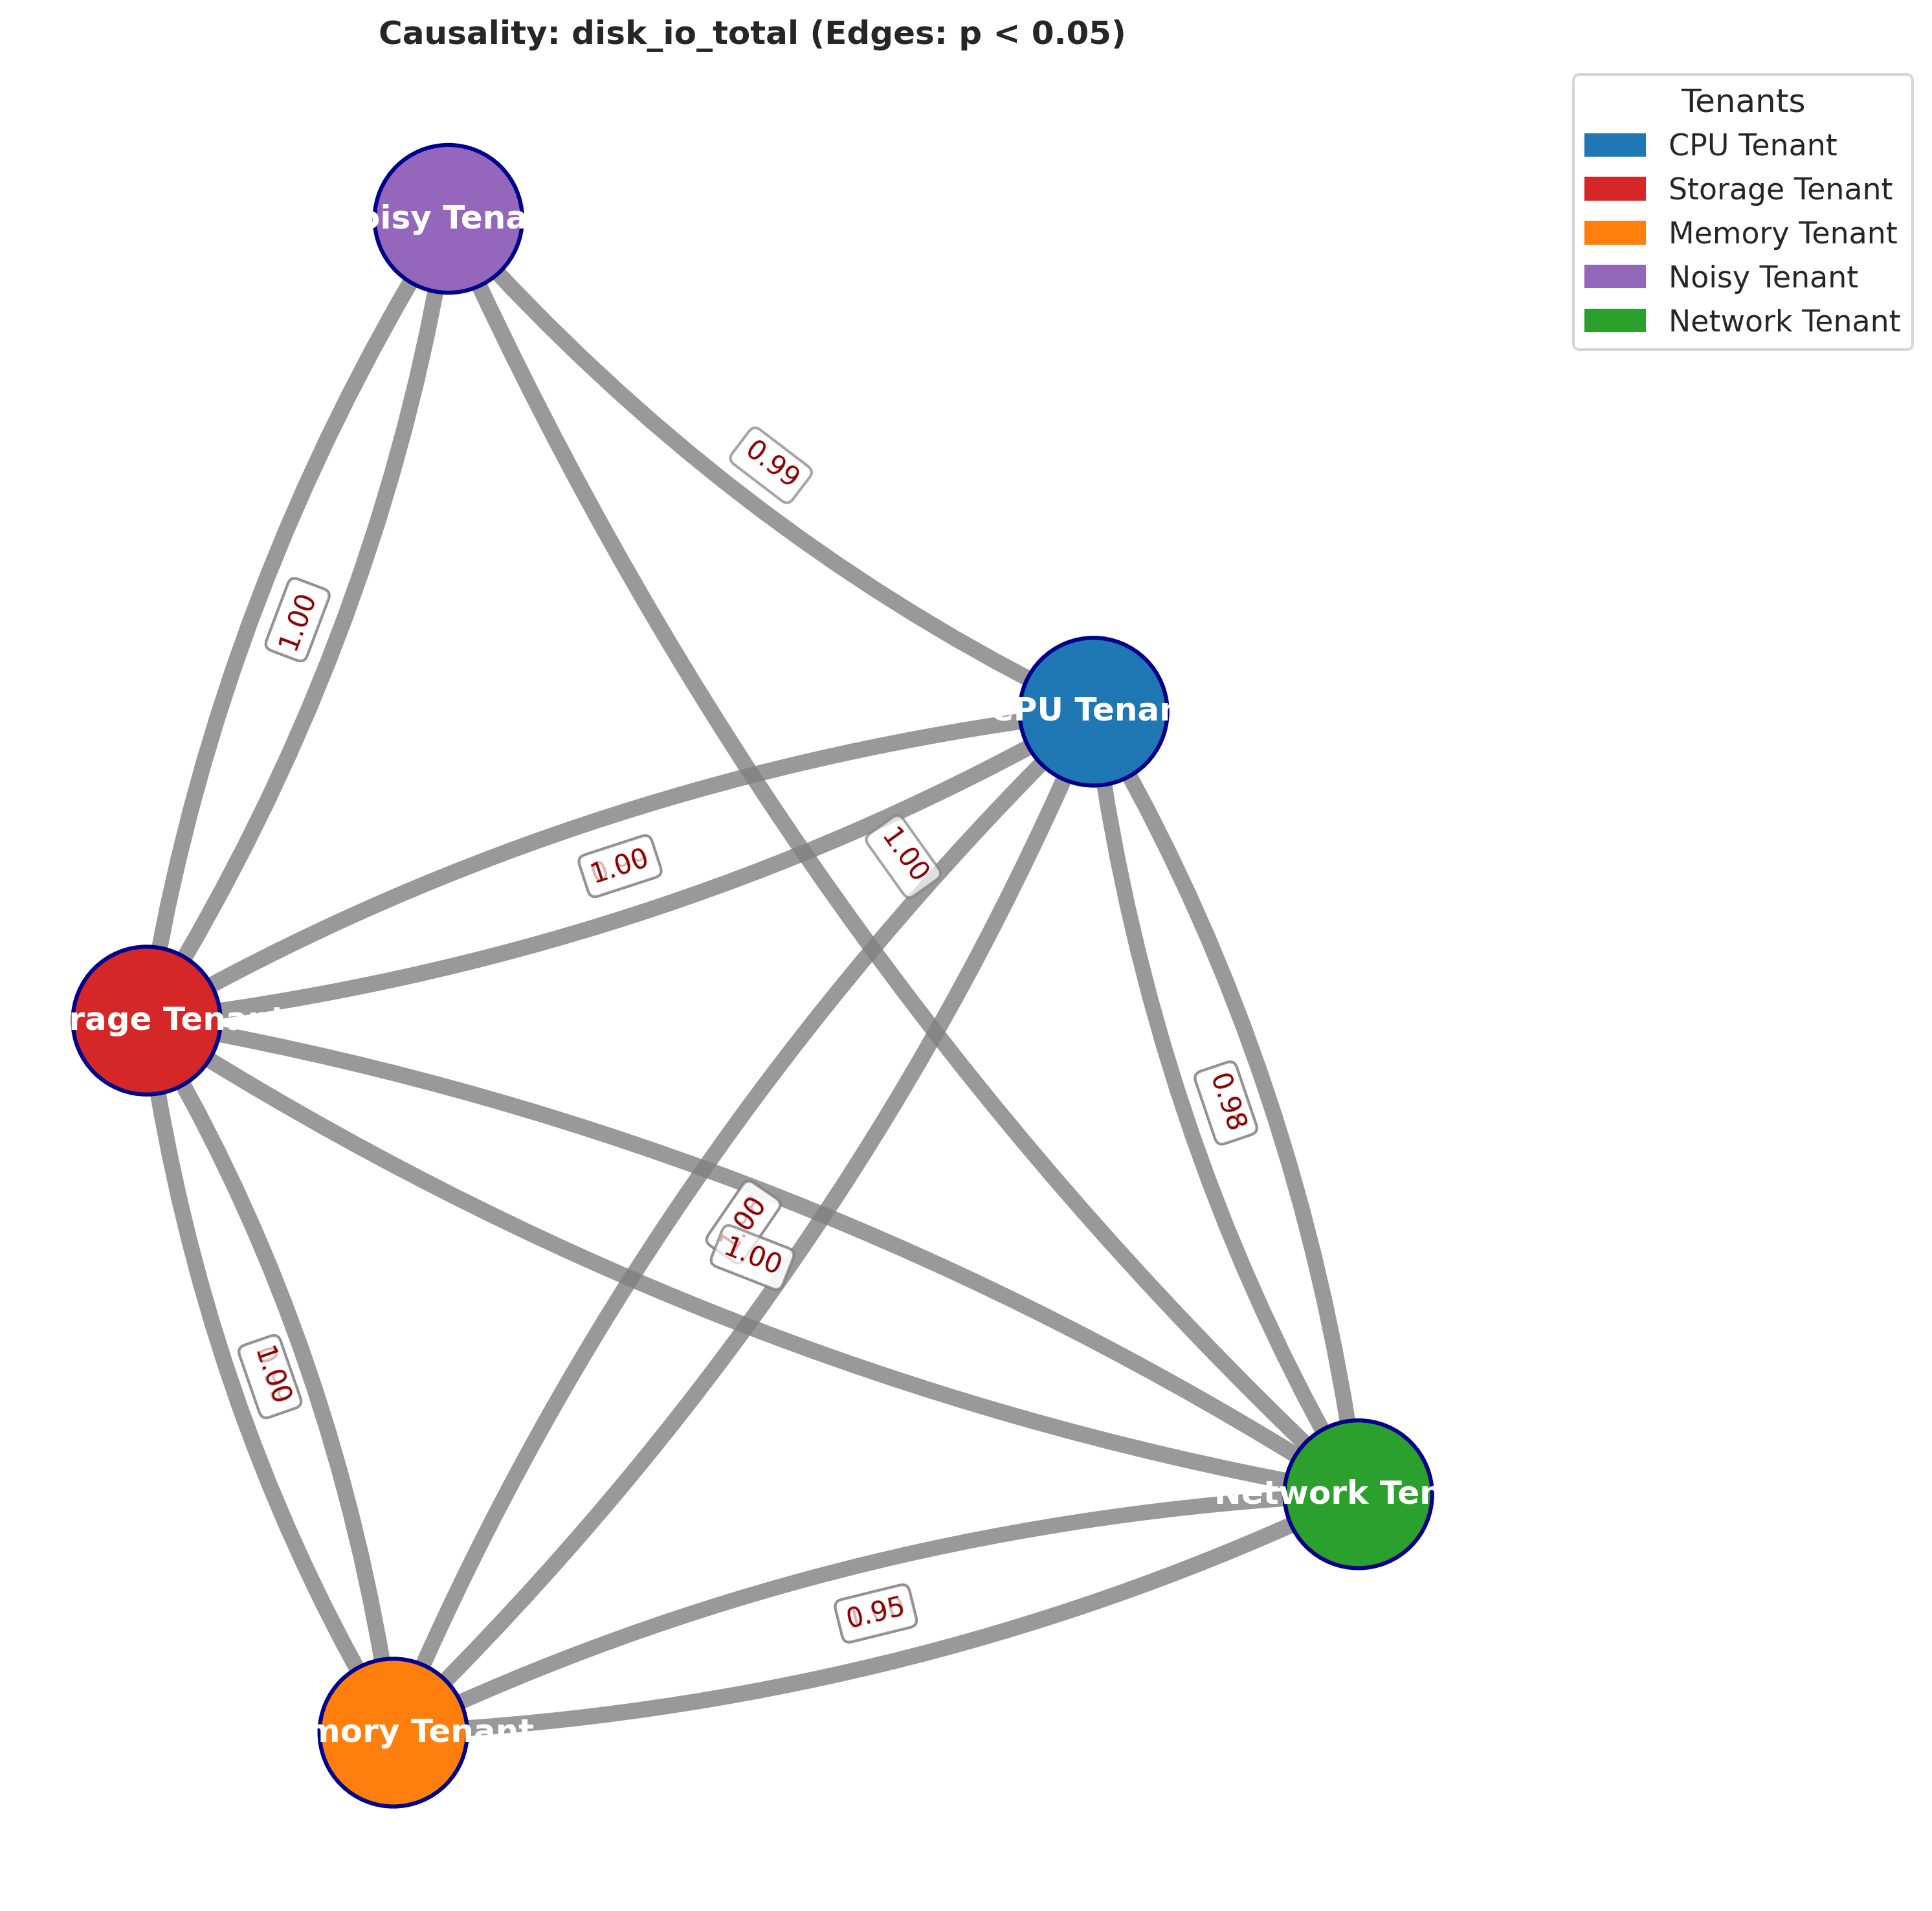 Causality: disk_io_total (Edges: p < 0.05)
Tenants
CPU Tenant
Storage Tenant
Memory Tenant
Noisy Tenant
Network Tenant
oisy Tena
0.99
1.00
CPU Tenan
1.00
1.00
rage Tenant
0.98
1.00
1.00
1.00
Network Ten
0.95
mory Tenant